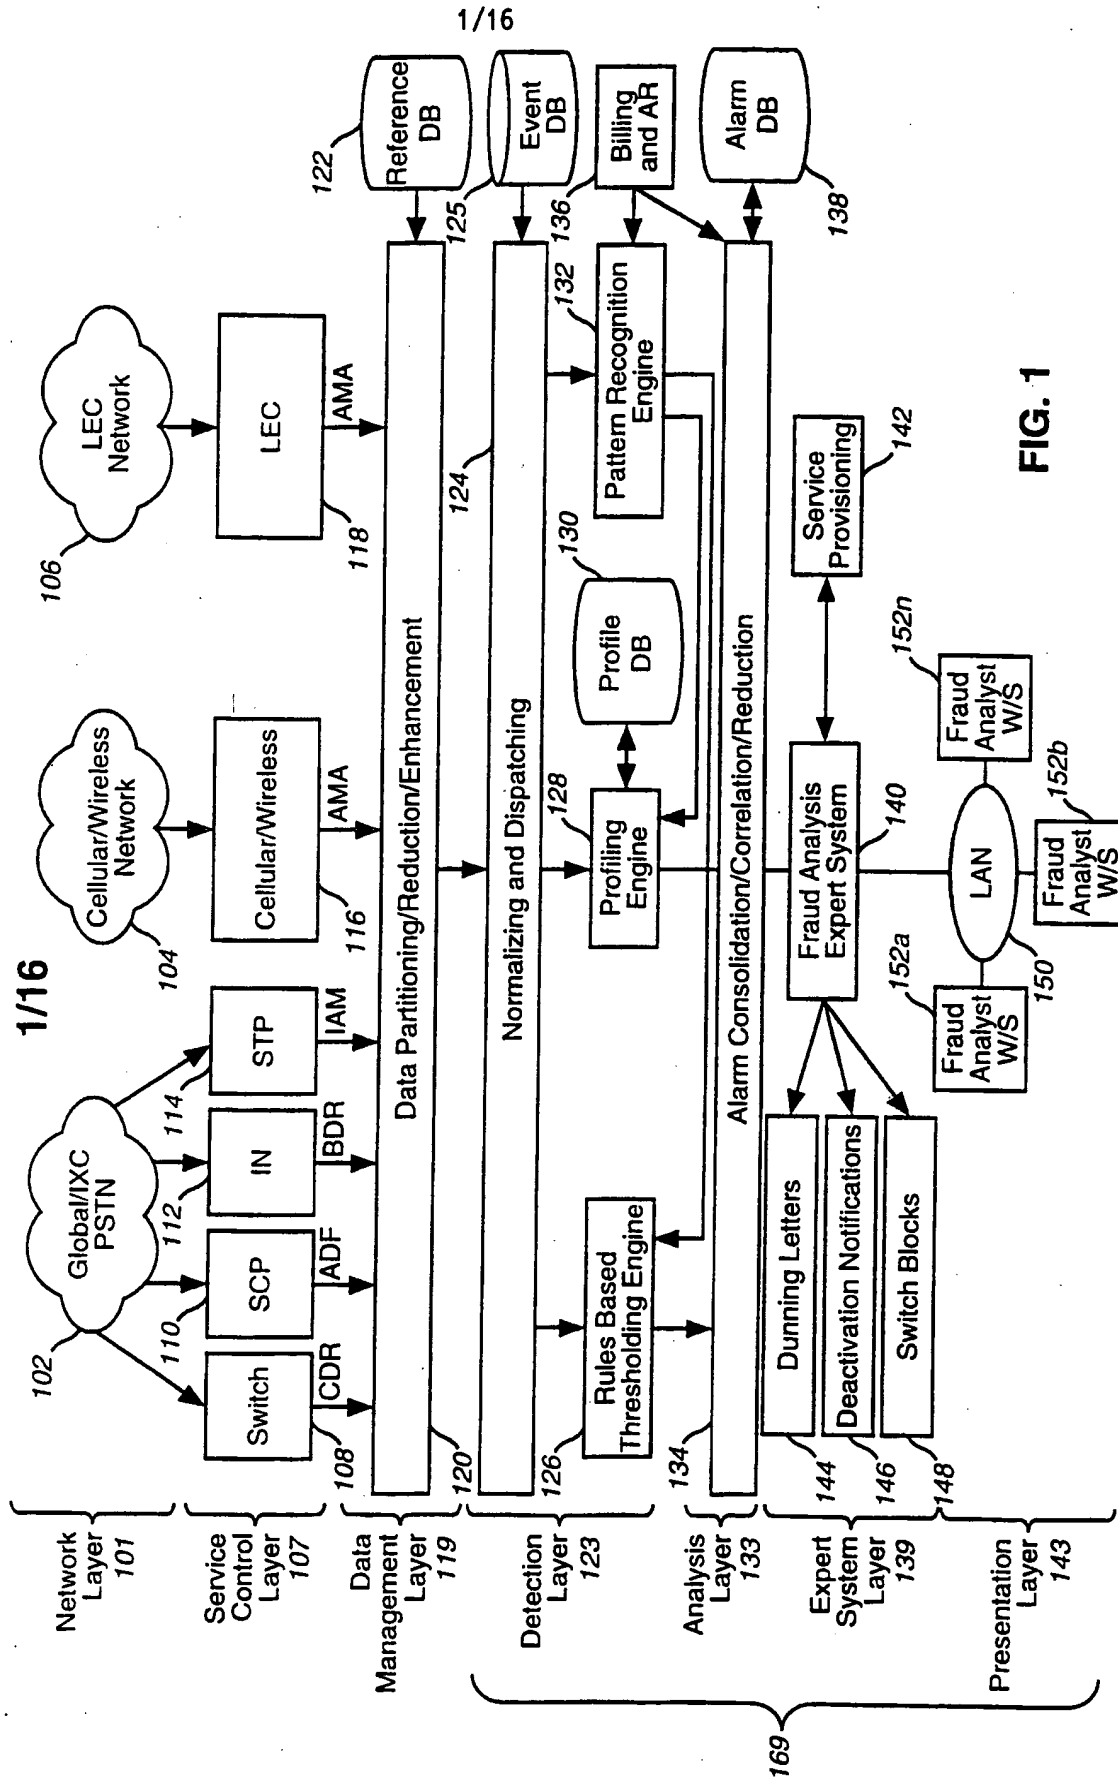 1/16
1/16
Network
Layer
101
Global/IXC
PSTN
102
Cellular/Wireless
Network
104
LEC
Network
106
Service
Control
Layer 107
Switch
108
SCP
110
IN
112
STP
114
Cellular/Wireless
116
LEC
118
CDR
ADF
BDR
IAM
AMA
AMA
Data
Management
Layer 119
Data Partitioning/Reduction/Enhancement
120
Reference
DB
122
Detection
Layer 123
Normalizing and Dispatching
124
Event
DB
125
Rules Based
Thresholding Engine
126
Profiling
Engine
128
Profile
DB
130
Pattern Recognition
Engine
132
Billing
and AR
136
Analysis
Layer 133
Alarm Consolidation/Correlation/Reduction
134
Alarm
DB
138
Expert
System
Layer 139
Dunning Letters
144
Deactivation Notifications
146
Switch Blocks
148
Fraud Analysis
Expert System
140
Service
Provisioning
142
Presentation
Layer
143
Fraud
Analyst
W/S
152a
LAN
150
Fraud
Analyst
W/S
152b
Fraud
Analyst
W/S
152n
169
FIG. 1